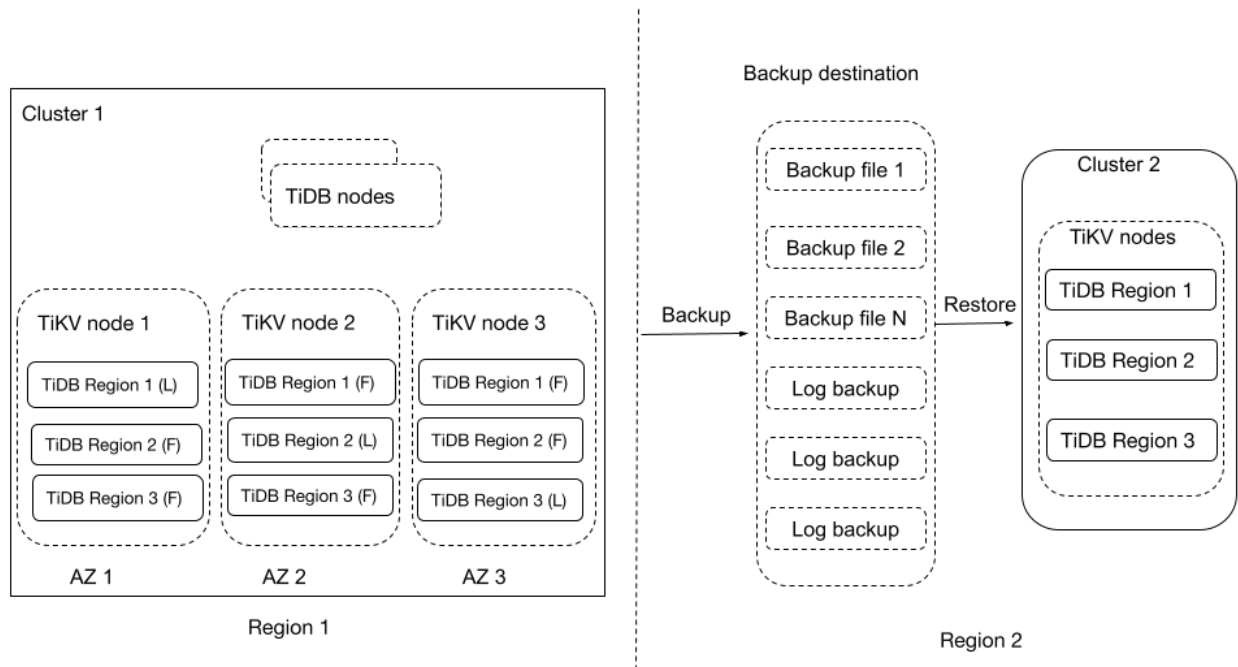 Cluster 1
TiDB nodes
TiKV node 1
TiDB Region 1 (L)
TiDB Region 2 (F)
TiDB Region 3 (F)
AZ 1
TiKV node 2
TiDB Region 1 (F)
TiDB Region 2 (L)
TiDB Region 3 (F)
AZ 2
TiKV node 3
TiDB Region 1 (F)
TiDB Region 2 (F)
TiDB Region 3 (L)
AZ 3
Region 1
Backup
Backup destination
Backup file 1
Backup file 2
Backup file N
Log backup
Log backup
Log backup
Restore
Cluster 2
TiKV nodes
TiDB Region 1
TiDB Region 2
TiDB Region 3
Region 2